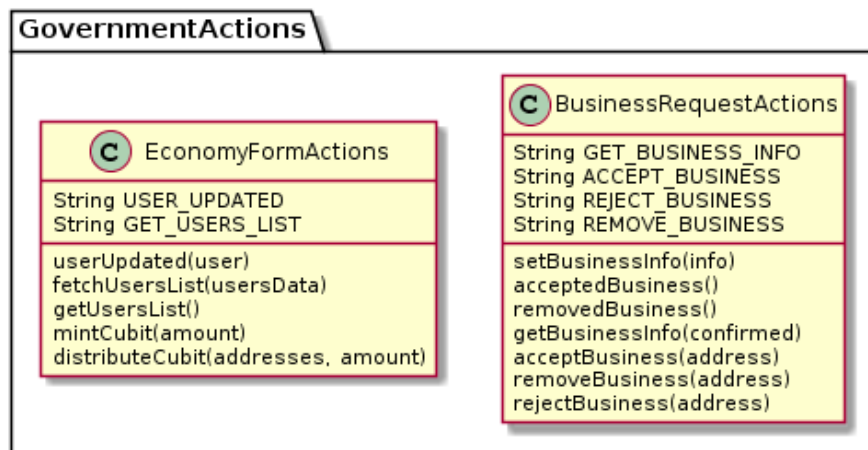 GovernmentActions
C EconomyFormActions
String USER_UPDATED
String GET_USERS_LIST
userUpdated(user)
fetchUsersList(usersData)
getUsersList()
mintCubit(amount)
distributeCubit(addresses, amount)
C BusinessRequestActions
String GET_BUSINESS_INFO
String ACCEPT_BUSINESS
String REJECT_BUSINESS
String REMOVE_BUSINESS
setBusinessInfo(info)
acceptedBusiness()
removedBusiness()
getBusinessInfo(confirmed)
acceptBusiness(address)
removeBusiness(address)
rejectBusiness(address)